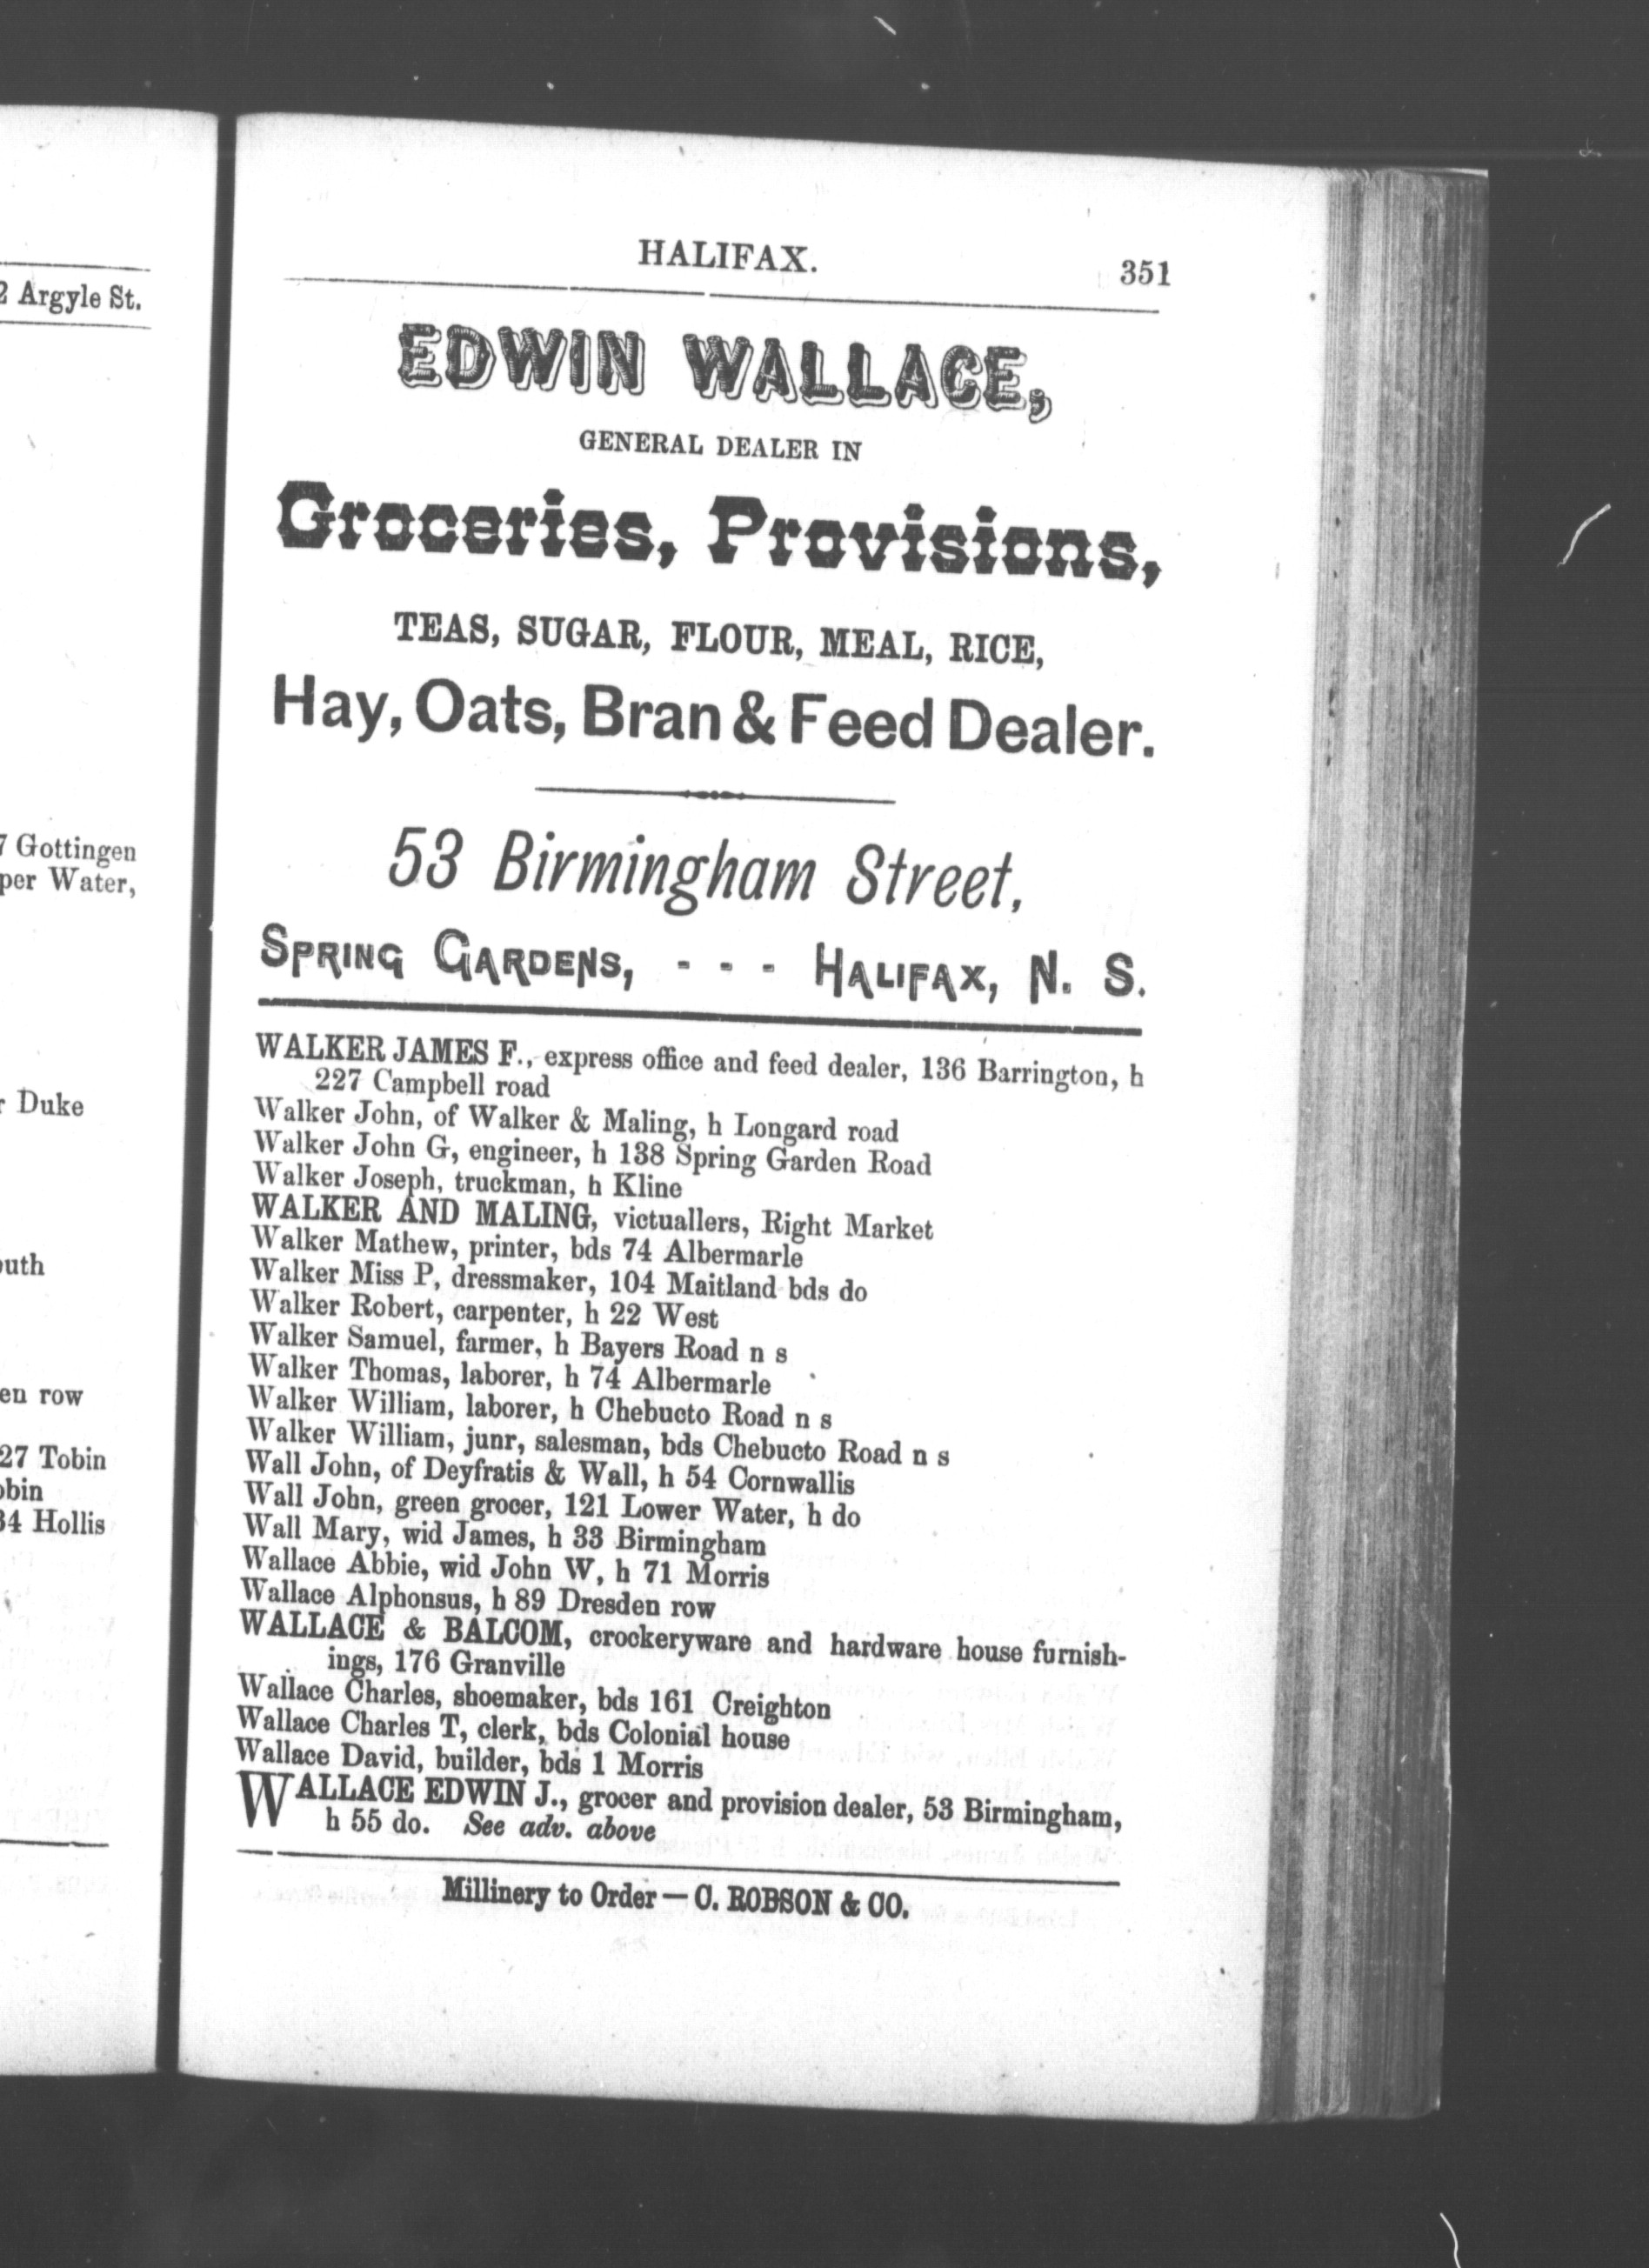 2 Argyle St.
7 Gottingen
per Water,
r Duke
outh
en row
27 Tobin
obin
34 Hollis
HALIFAX. 351
EDWIN WALLACE,
GENERAL DEALER IN
Groceries, Provisions,
TEAS, SUGAR, FLOUR, MEAL, RICE,
Hay, Oats, Bran & Feed Dealer.
53 Birmingham Street,
SPRING GARDENS, - - - HALIFAX, N. S.
WALKER JAMES F., express office and feed dealer, 136 Barrington, h
227 Campbell road
Walker John, of Walker & Maling, h Longard road
Walker John G, engineer, h 138 Spring Garden Road
Walker Joseph, truckman, h Kline
WALKER AND MALING, victuallers, Right Market
Walker Mathew, printer, bds 74 Albermarle
Walker Miss P, dressmaker, 104 Maitland bds do
Walker Robert, carpenter, h 22 West
Walker Samuel, farmer, h Bayers Road n s
Walker Thomas, laborer, h 74 Albermarle
Walker William, laborer, h Chebucto Road n s
Walker William, junr, salesman, bds Chebucto Road n s
Wall John, of Deyfratis & Wall, h 54 Cornwallis
Wall John, green grocer, 121 Lower Water, h do
Wall Mary, wid James, h 33 Birmingham
Wallace Abbie, wid John W, h 71 Morris
Wallace Alphonsus, h 89 Dresden row
WALLACE & BALCOM, crockeryware and hardware house furnish-
ings, 176 Granville
Wallace Charles, shoemaker, bds 161 Creighton
Wallace Charles T, clerk, bds Colonial house
Wallace David, builder, bds 1 Morris
WALLACE EDWIN J., grocer and provision dealer, 53 Birmingham,
h 55 do. See adv. above
Millinery to Order — C. ROBSON & CO.